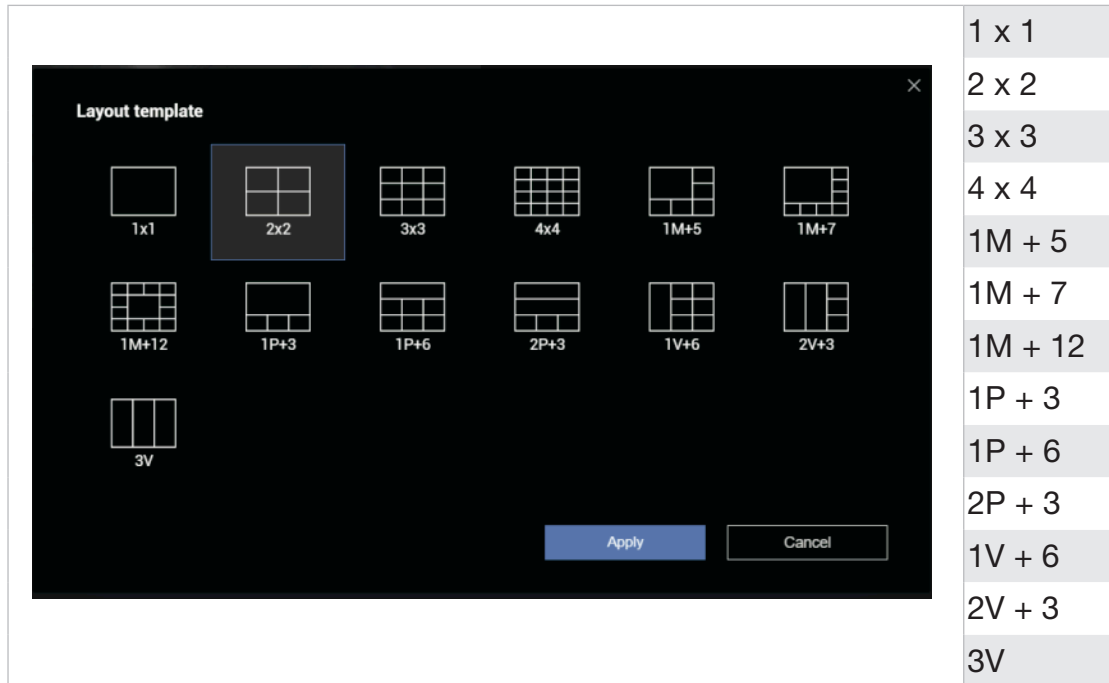 Layout template
1x1
2x2
3x3
4x4
1M+5
1M+7
1M+12
1P+3
1P+6
2P+3
1V+6
2V+3
3V
Apply
Cancel
1 x 1
2 x 2
3 x 3
4 x 4
1M + 5
1M + 7
1M + 12
1P + 3
1P + 6
2P + 3
1V + 6
2V + 3
3V